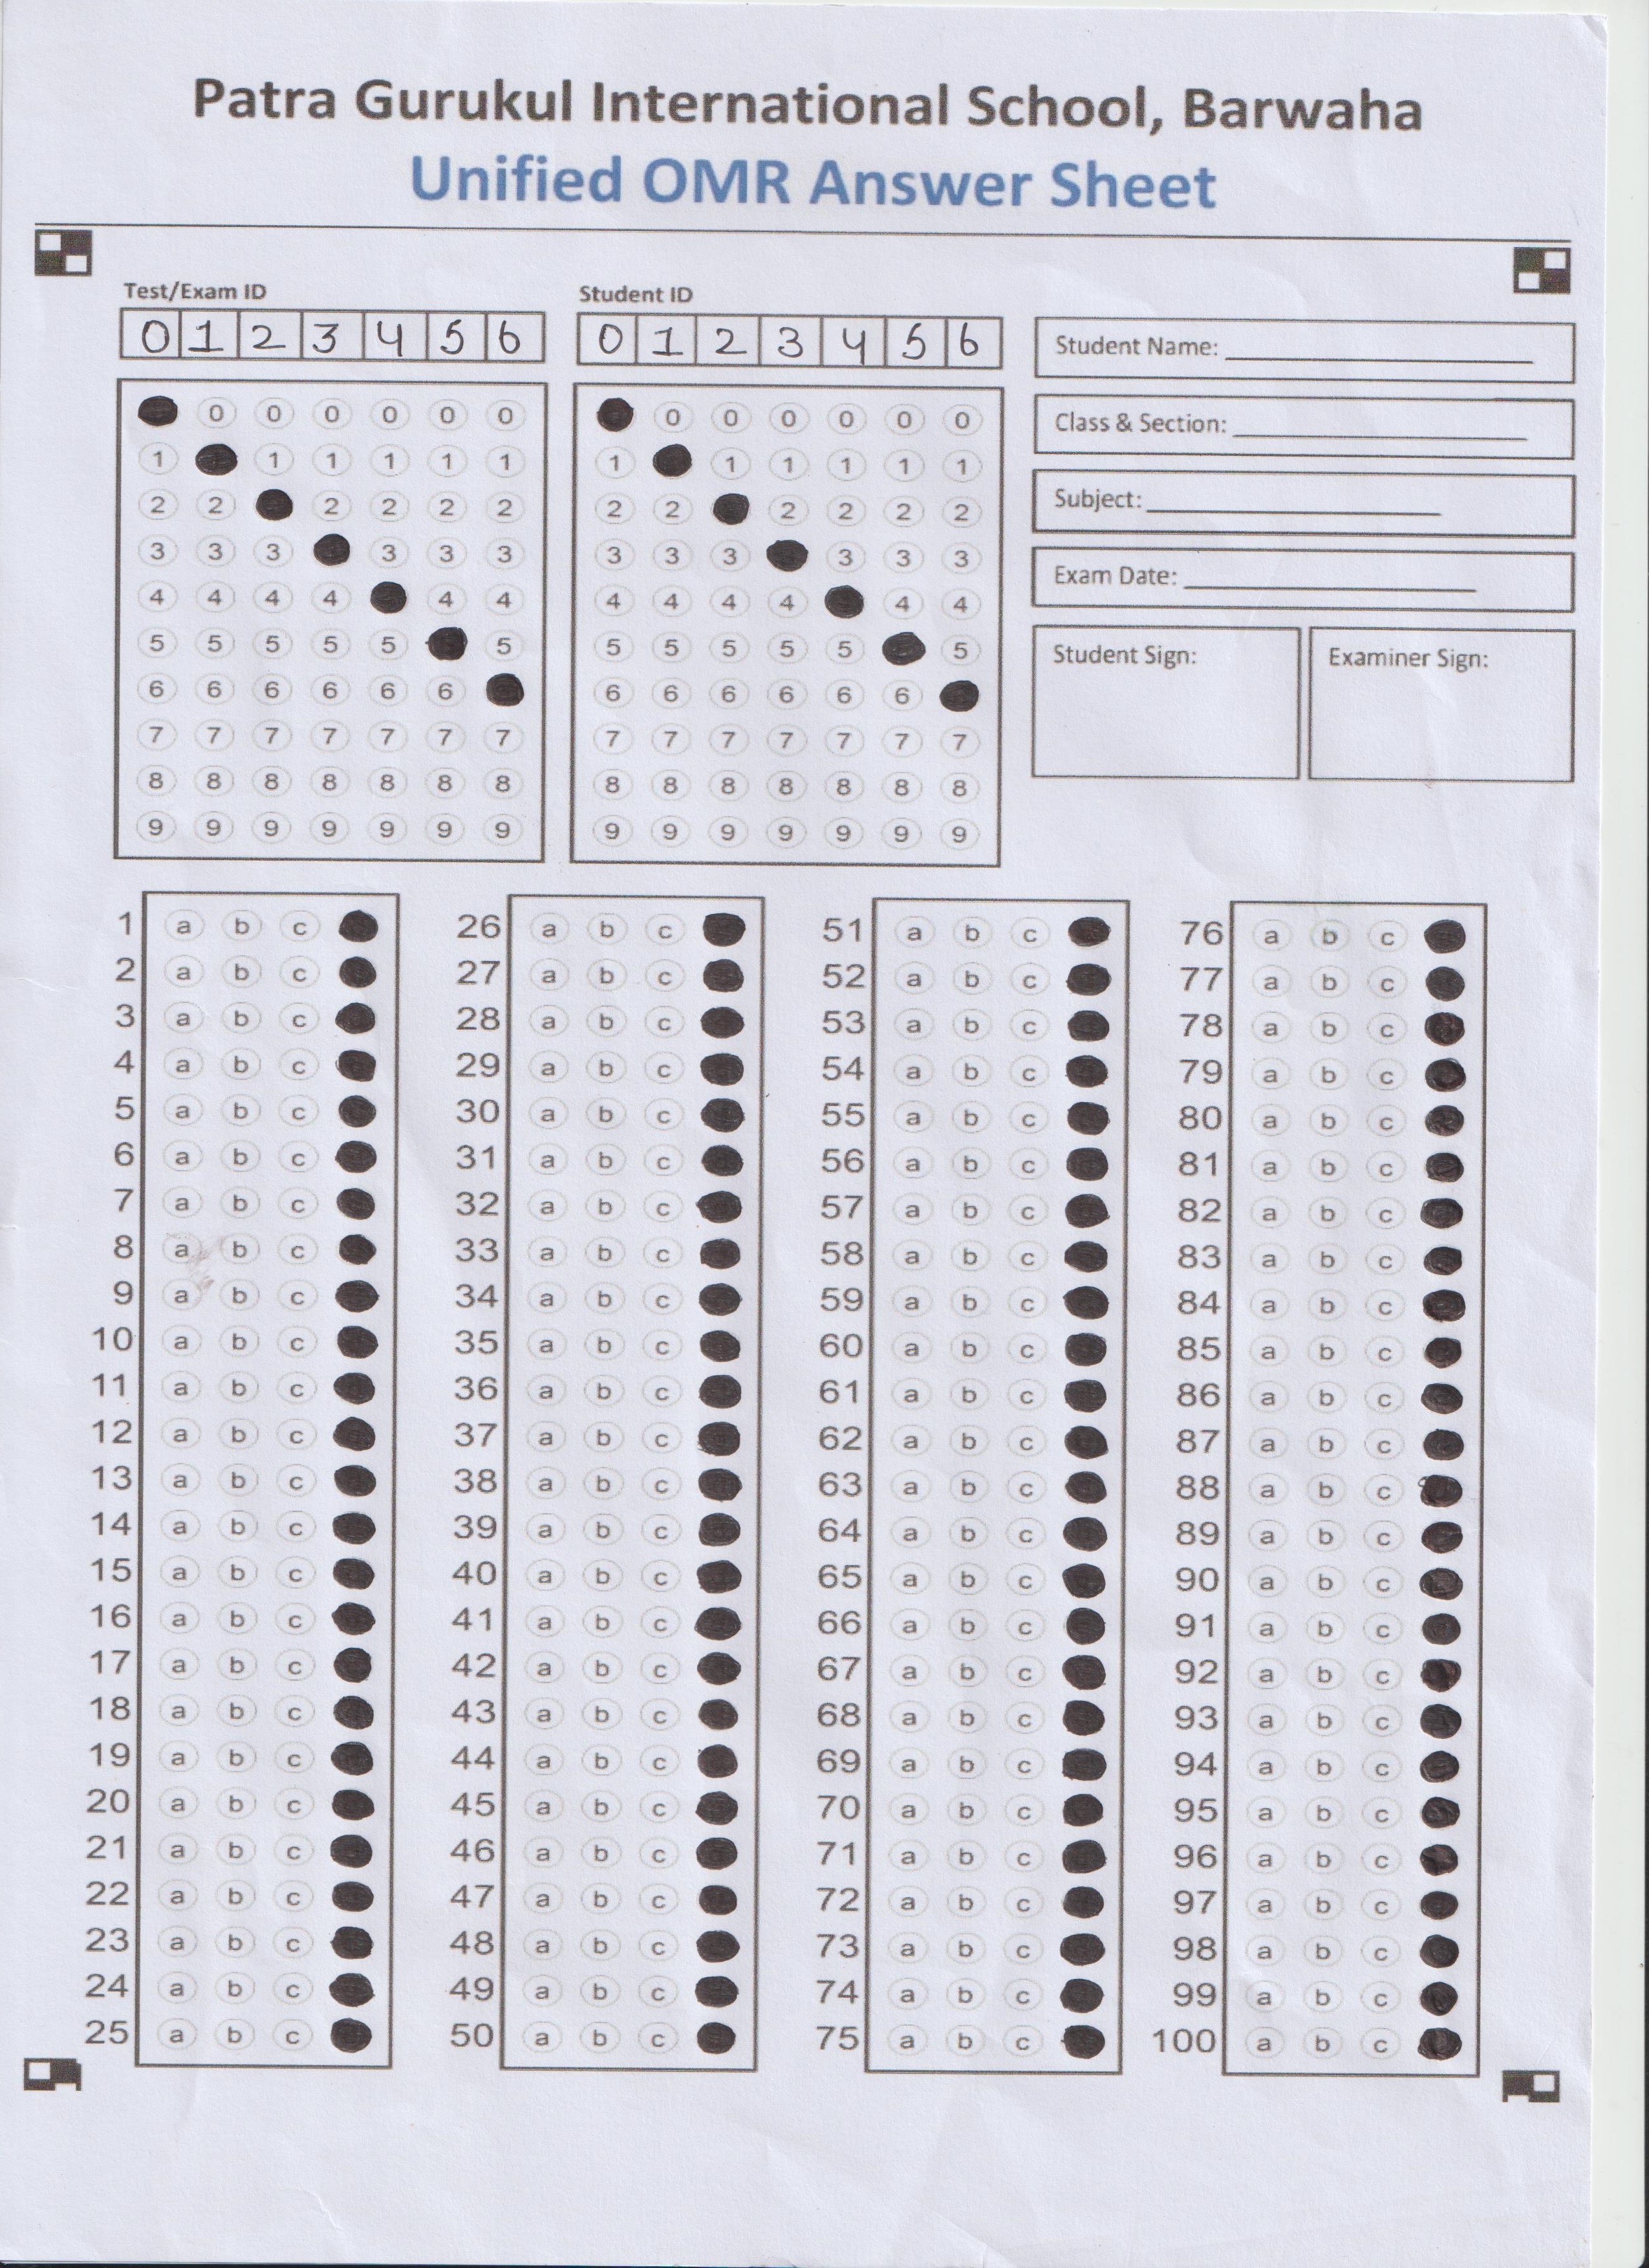 Patra Gurukul International School, Barwaha
Unified OMR Answer Sheet
Test/Exam ID
0 1 2 3 4 5 6
0 0 0 0 0 0
1 1 1 1 1 1
2 2 2 2 2 2
3 3 3 3 3 3
4 4 4 4 4 4
5 5 5 5 5 5
6 6 6 6 6 6
7 7 7 7 7 7 7
8 8 8 8 8 8 8
9 9 9 9 9 9 9
Student ID
0 1 2 3 4 5 6
0 0 0 0 0 0
1 1 1 1 1 1
2 2 2 2 2 2
3 3 3 3 3 3
4 4 4 4 4 4
5 5 5 5 5 5
6 6 6 6 6 6
7 7 7 7 7 7 7
8 8 8 8 8 8 8
9 9 9 9 9 9 9
Student Name:
Class & Section:
Subject:
Exam Date:
Student Sign:
Examiner Sign:
1 a b c
2 a b c
3 a b c
4 a b c
5 a b c
6 a b c
7 a b c
8 a b c
9 a b c
10 a b c
11 a b c
12 a b c
13 a b c
14 a b c
15 a b c
16 a b c
17 a b c
18 a b c
19 a b c
20 a b c
21 a b c
22 a b c
23 a b c
24 a b c
25 a b c
26 a b c
27 a b c
28 a b c
29 a b c
30 a b c
31 a b c
32 a b c
33 a b c
34 a b c
35 a b c
36 a b c
37 a b c
38 a b c
39 a b c
40 a b c
41 a b c
42 a b c
43 a b c
44 a b c
45 a b c
46 a b c
47 a b c
48 a b c
49 a b c
50 a b c
51 a b c
52 a b c
53 a b c
54 a b c
55 a b c
56 a b c
57 a b c
58 a b c
59 a b c
60 a b c
61 a b c
62 a b c
63 a b c
64 a b c
65 a b c
66 a b c
67 a b c
68 a b c
69 a b c
70 a b c
71 a b c
72 a b c
73 a b c
74 a b c
75 a b c
76 a b c
77 a b c
78 a b c
79 a b c
80 a b c
81 a b c
82 a b c
83 a b c
84 a b c
85 a b c
86 a b c
87 a b c
88 a b c
89 a b c
90 a b c
91 a b c
92 a b c
93 a b c
94 a b c
95 a b c
96 a b c
97 a b c
98 a b c
99 a b c
100 a b c